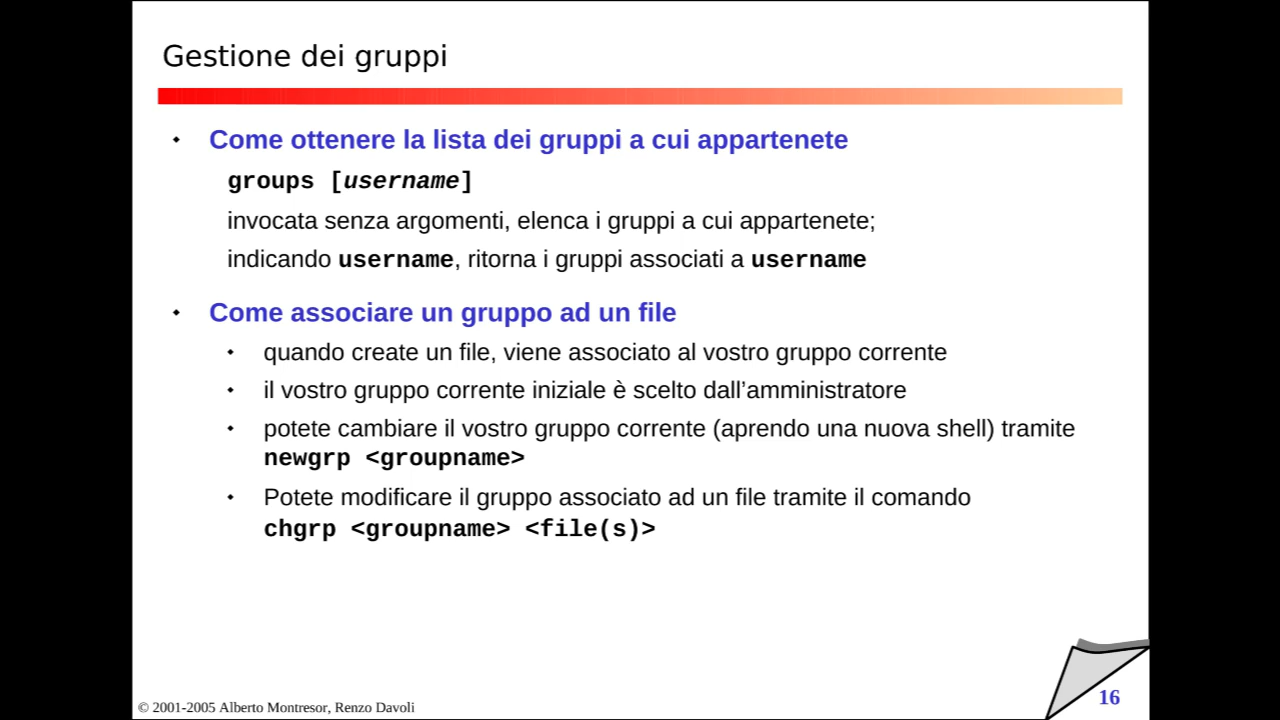 Gestione dei gruppi
Come ottenere la lista dei gruppi a cui appartenete
groups [username]
invocata senza argomenti, elenca i gruppi a cui appartenete;
indicando username, ritorna i gruppi associati a username
Come associare un gruppo ad un file
quando create un file, viene associato al vostro gruppo corrente
il vostro gruppo corrente iniziale è scelto dall’amministratore
potete cambiare il vostro gruppo corrente (aprendo una nuova shell) tramite
newgrp <groupname>
Potete modificare il gruppo associato ad un file tramite il comando
chgrp <groupname> <file(s)>
© 2001-2005 Alberto Montresor, Renzo Davoli
16